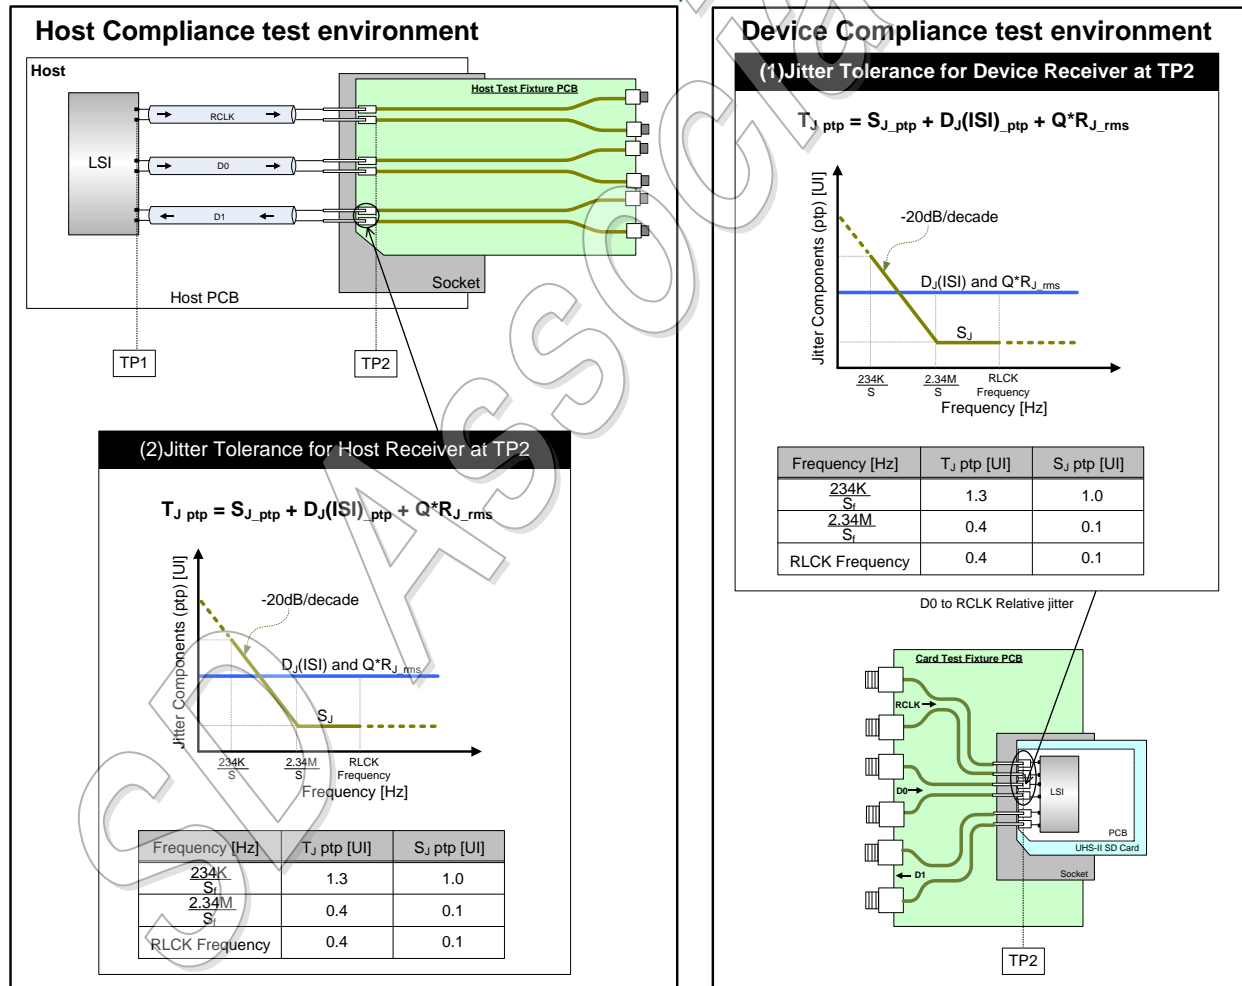 Host Compliance test environment
Host
LSI
RCLK
D0
D1
Host Test Fixture PCB
Socket
Host PCB
TP1
TP2
(2)Jitter Tolerance for Host Receiver at TP2
TJ ptp = SJ_ptp + DJ(ISI)_ptp + Q*RJ_rms
Jitter Components (ptp) [UI]
-20dB/decade
DJ(ISI) and Q*RJ_rms
SJ
234K
S
2.34M
S
RLCK
Frequency
Frequency [Hz]
Frequency [Hz] TJ ptp [UI] SJ ptp [UI]
234K
Sf
1.3 1.0
2.34M
Sf
0.4 0.1
RLCK Frequency 0.4 0.1
Device Compliance test environment
(1)Jitter Tolerance for Device Receiver at TP2
TJ ptp = SJ_ptp + DJ(ISI)_ptp + Q*RJ_rms
Jitter Components (ptp) [UI]
-20dB/decade
DJ(ISI) and Q*RJ_rms
SJ
234K
S
2.34M
S
RLCK
Frequency
Frequency [Hz]
Frequency [Hz] TJ ptp [UI] SJ ptp [UI]
234K
Sf
1.3 1.0
2.34M
Sf
0.4 0.1
RLCK Frequency 0.4 0.1
D0 to RCLK Relative jitter
Card Test Fixture PCB
RCLK
D0
D1
LSI
PCB
UHS-II SD Card
Socket
TP2
SD Associa